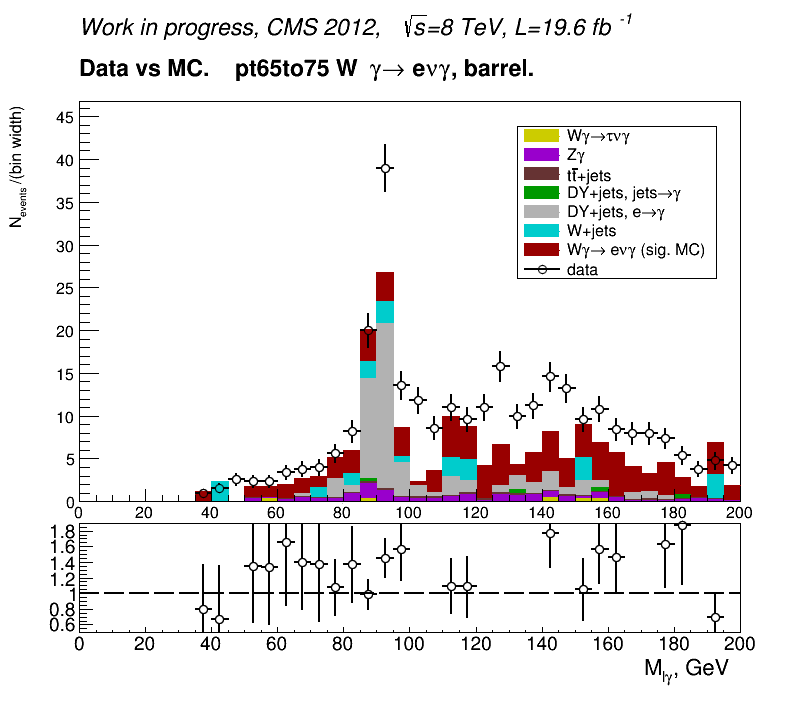 Work in progress, CMS 2012, √s=8 TeV, L=19.6 fb⁻¹
Data vs MC. pt65to75 W γ→ eνγ, barrel.
N_events /(bin width)
45
40
35
30
25
20
15
10
5
0
Wγ→τνγ
Zγ
tt̅+jets
DY+jets, jets→γ
DY+jets, e→γ
W+jets
Wγ→ eνγ (sig. MC)
data
0 20 40 60 80 100 120 140 160 180 200
1.8
1.6
1.4
1.2
1
0.8
0.6
0 20 40 60 80 100 120 140 160 180 200
M_lγ, GeV